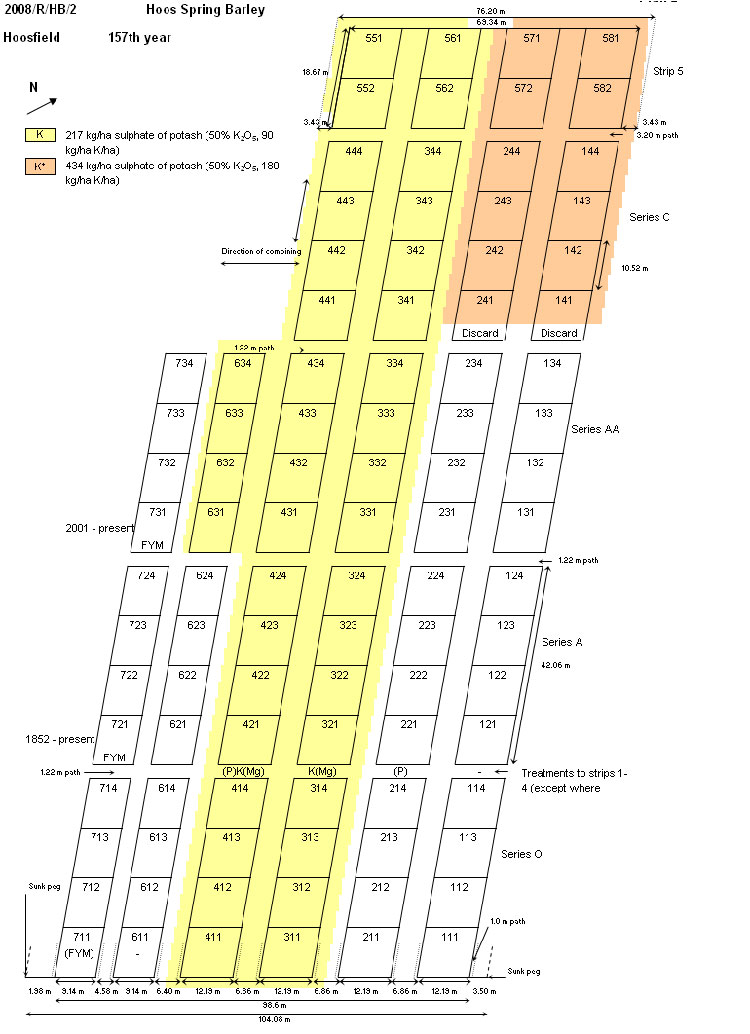 2008/R/HB/2 Hoos Spring Barley
Hoosfield 157th year
76.20 m
69.34 m
551 561 571 581
18.67 m
Strip 5
N
552 562 572 582
3.43 m 3.43 m
3.20 m path
K 217 kg/ha sulphate of potash (50% K₂O₅, 90
kg/ha K/ha)
K⁺ 434 kg/ha sulphate of potash (50% K₂O₅, 180
kg/ha K/ha)
444 344 244 144
443 343 243 143
Series C
Direction of combining
442 342 242 142
10.52 m
441 341 241 141
Discard Discard
1.22 m path
734 634 434 334 234 134
733 633 433 333 233 133
Series AA
732 632 432 332 232 132
731 631 431 331 231 131
2001 - present
FYM
1.22 m path
724 624 424 324 224 124
723 623 423 323 223 123
Series A
42.06 m
722 622 422 322 222 122
721 621 421 321 221 121
1852 - present
FYM
1.22 m path (P)K(Mg) K(Mg) (P) - Treatments to strips 1-
4 (except where
714 614 414 314 214 114
713 613 413 313 213 113
Series O
Sunk peg
712 612 412 312 212 112
1.0 m path
711 611 411 311 211 111
(FYM) -
Sunk peg
1.98 m 9.14 m 4.58 m 9.14 m 6.40 m 12.19 m 6.36 m 12.19 m 6.86 m 12.19 m 6.86 m 12.19 m 3.50 m
98.6 m
104.08 m